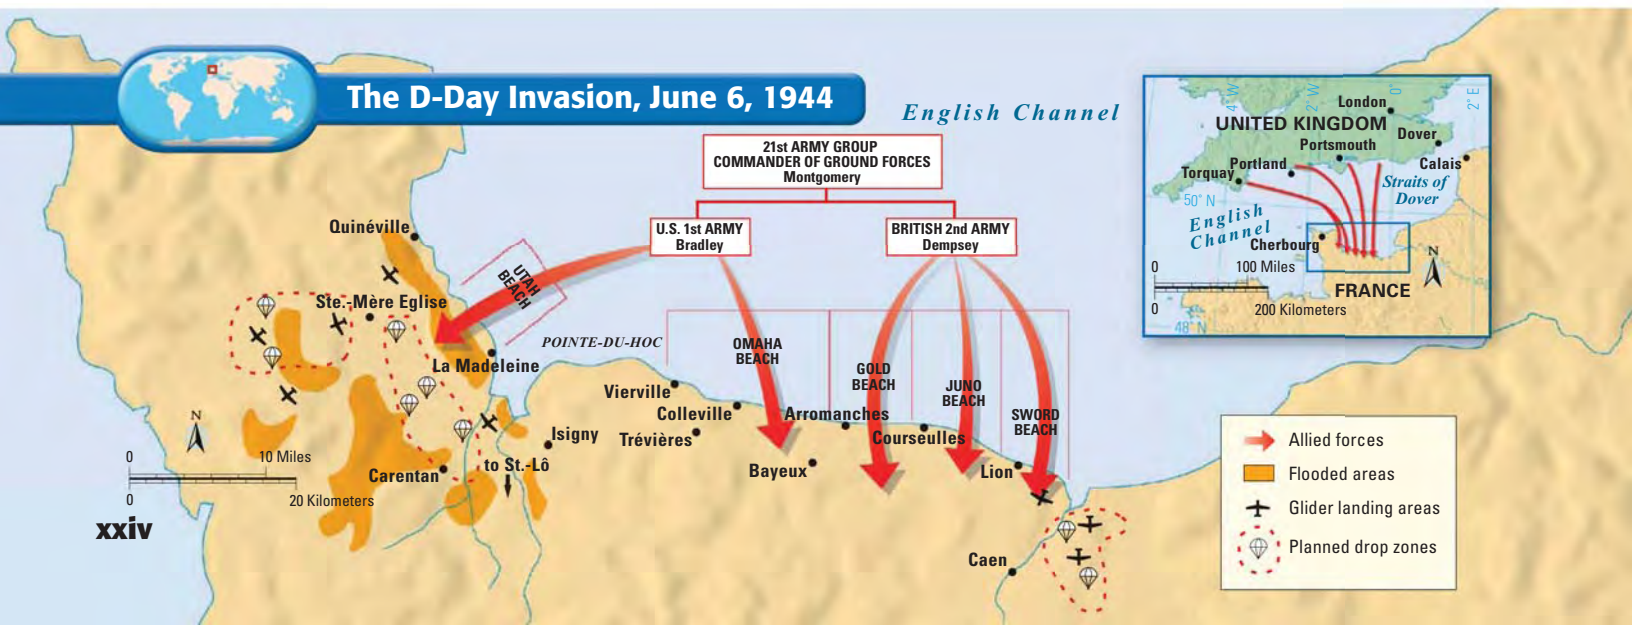 The D-Day Invasion, June 6, 1944
English Channel
21st ARMY GROUP
COMMANDER OF GROUND FORCES
Montgomery
U.S. 1st ARMY
Bradley
BRITISH 2nd ARMY
Dempsey
Quinéville
UTAH
BEACH
Ste.-Mère Eglise
La Madeleine
POINTE-DU-HOC
OMAHA
BEACH
GOLD
BEACH
JUNO
BEACH
SWORD
BEACH
Vierville
Colleville
Trévières
Arromanches
Courseulles
Isigny
Bayeux
Lion
Carentan
to St.-Lô
Caen
N
0
10 Miles
0
20 Kilometers
xxiv
4° W
2° W
0°
2° E
London
UNITED KINGDOM
Dover
Portsmouth
Portland
Calais
Torquay
Straits of
Dover
50° N
English
Channel
Cherbourg
N
0
100 Miles
FRANCE
0
200 Kilometers
48° N
Allied forces
Flooded areas
Glider landing areas
Planned drop zones